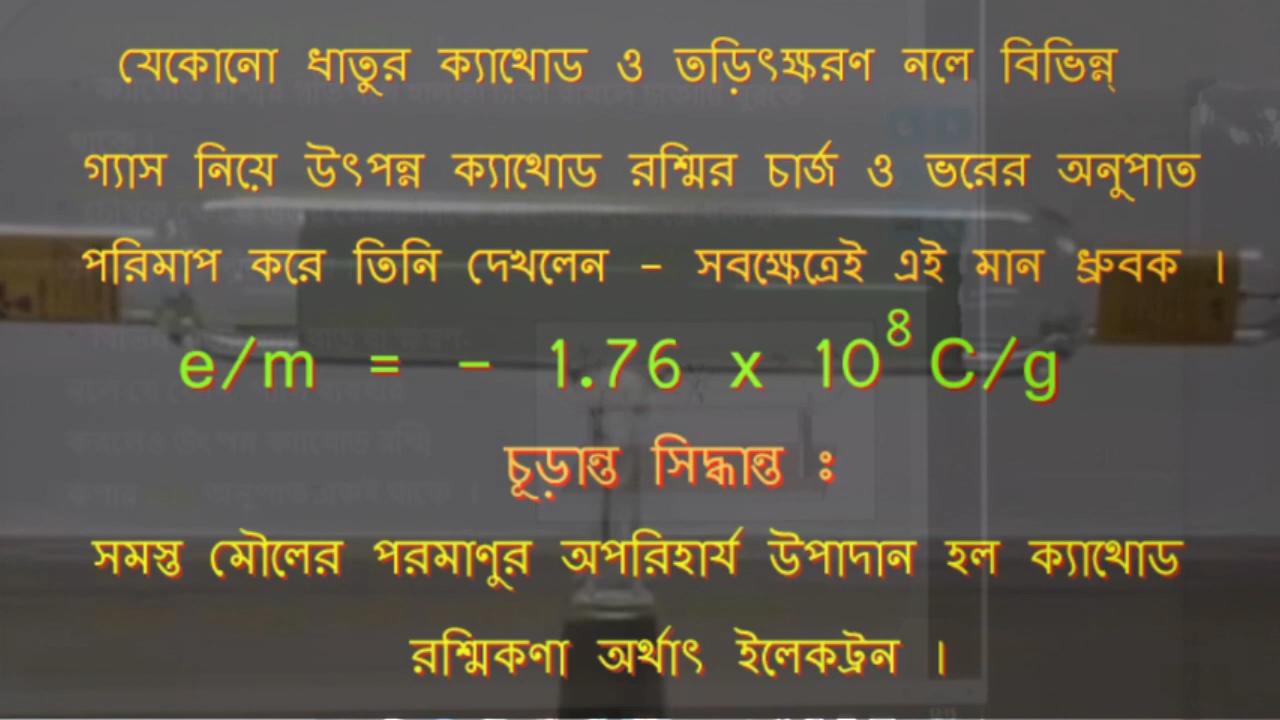 যেকোনো ধাতুর ক্যাথোড ও তড়িৎক্ষরণ নলে বিভিন্ন্
গ্যাস নিয়ে উৎপন্ন ক্যাথোড রশ্মির চার্জ ও ভরের অনুপাত
পরিমাপ করে তিনি দেখলেন – সবক্ষেত্রেই এই মান ধ্রুবক ।
e/m = – 1.76 x 10⁸ C/g
চূড়ান্ত সিদ্ধান্ত ঃ
সমস্ত মৌলের পরমাণুর অপরিহার্য উপাদান হল ক্যাথোড
রশ্মিকণা অর্থাৎ ইলেকট্রন ।